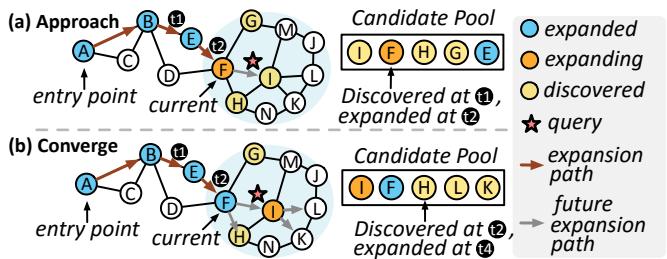 (a) Approach
A B t1 E t2 C D F G M J I L H N K
entry point
current
Candidate Pool
I F H G E
Discovered at t1,
expanded at t2
(b) Converge
A B t1 E t2 C D F G M J I L H N K
entry point
current
Candidate Pool
I F H L K
Discovered at t2,
expanded at t4
expanded
expanding
discovered
query
expansion
path
future
expansion
path